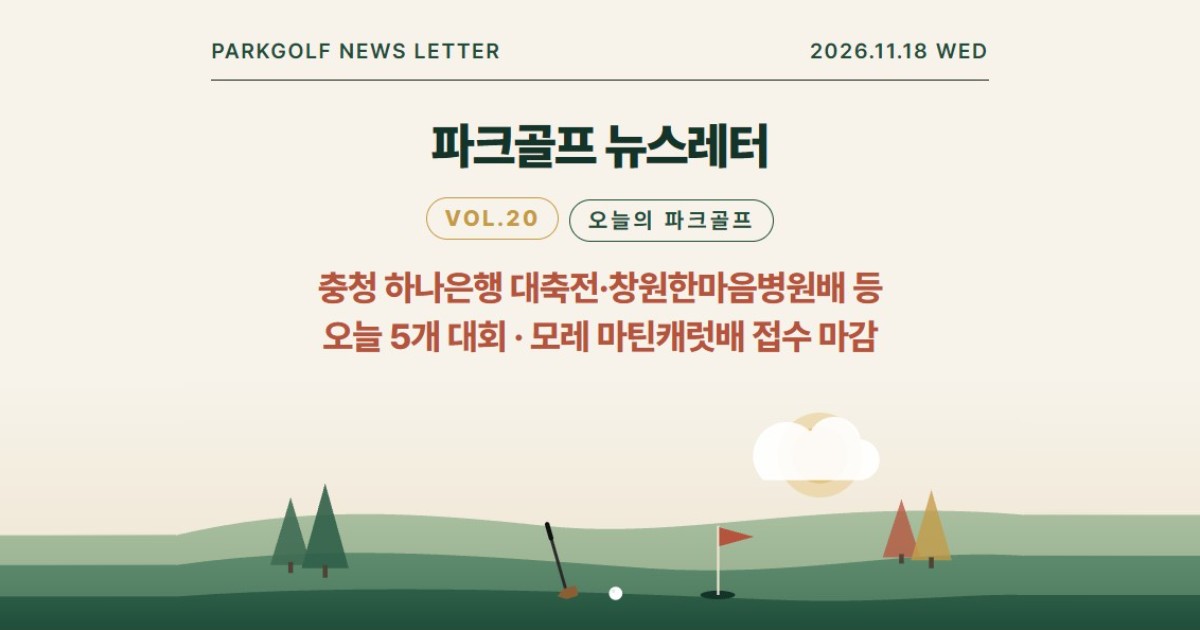 PARKGOLF NEWS LETTER
2026.11.18 WED
파크골프 뉴스레터
VOL.20
오늘의 파크골프
충청 하나은행 대축전·창원한마음병원배 등
오늘 5개 대회 · 모레 마틴캐럿배 접수 마감